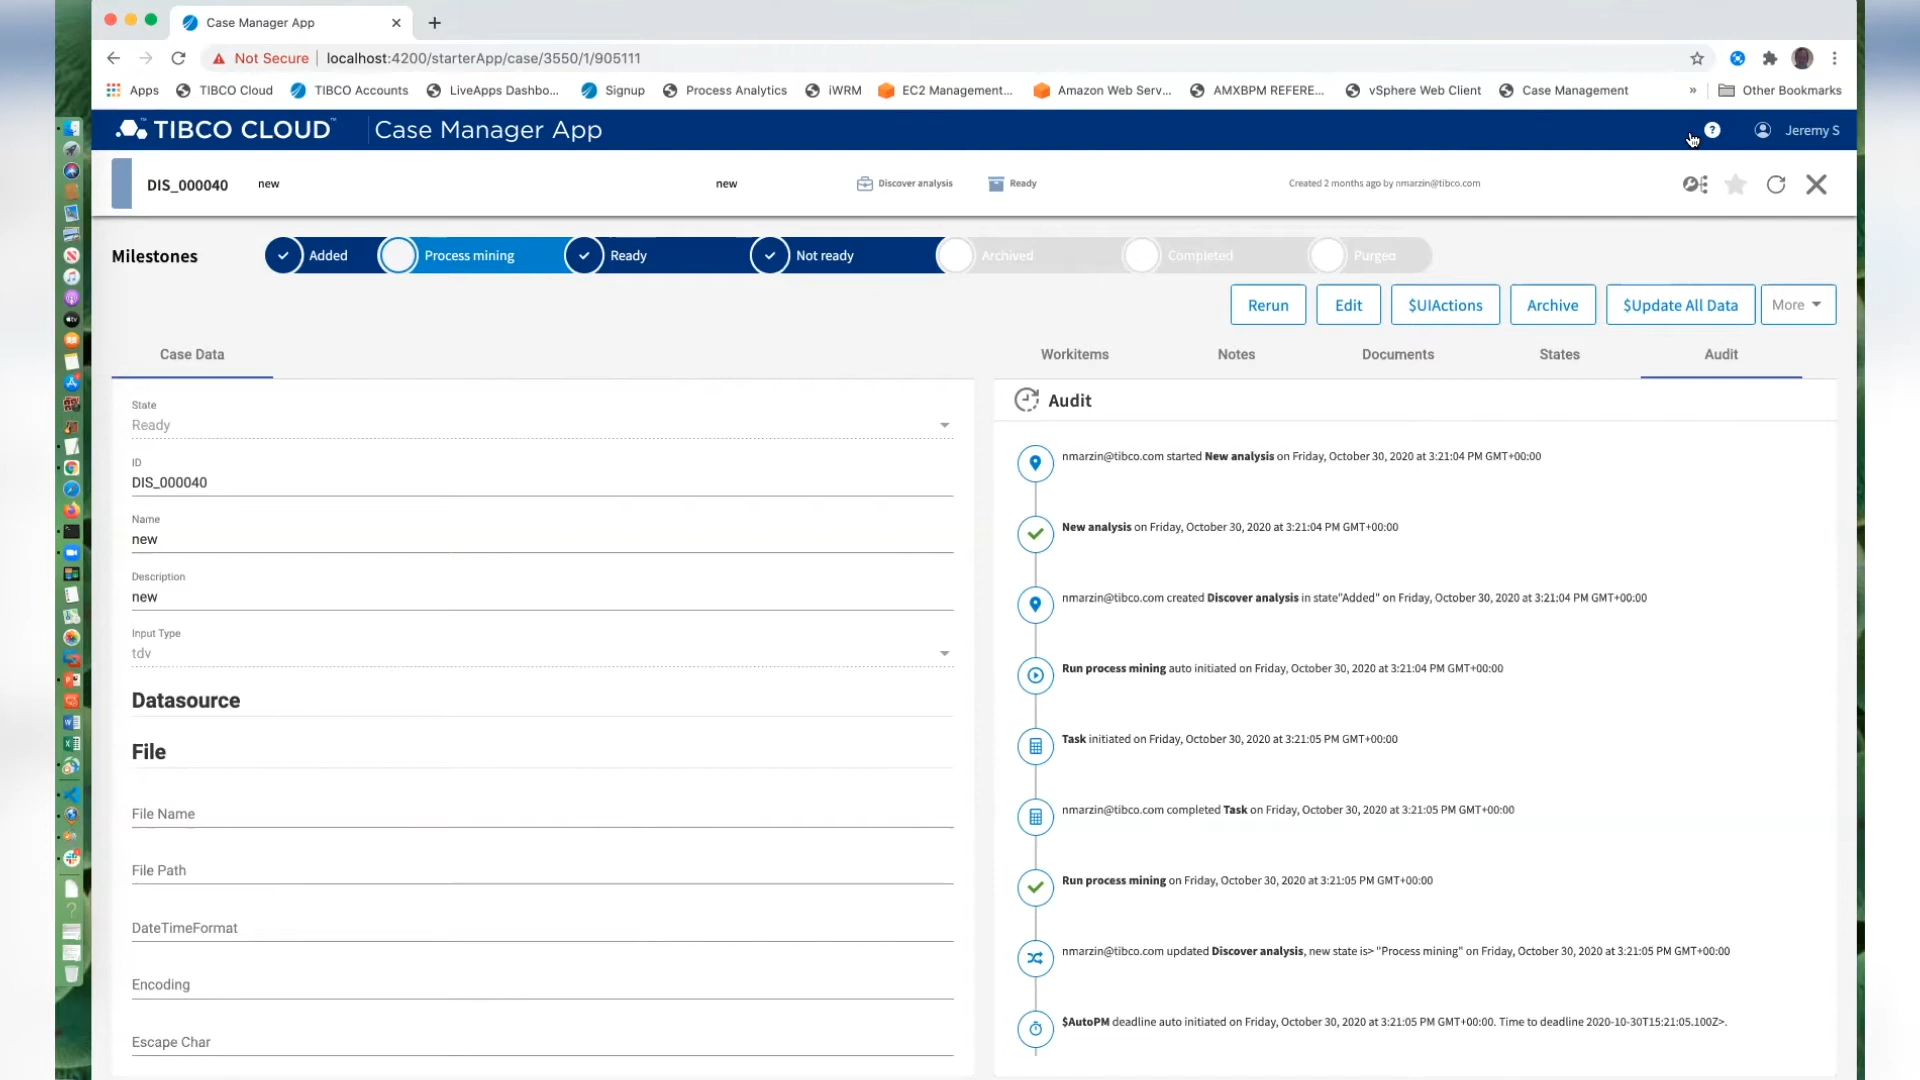 Case Manager App
Not Secure | localhost:4200/starterApp/case/3550/1/905111
Apps TIBCO Cloud TIBCO Accounts LiveApps Dashbo... Signup Process Analytics iWRM EC2 Management... Amazon Web Serv... AMXBPM REFERE... vSphere Web Client Case Management » Other Bookmarks
TIBCO CLOUD™ Case Manager App ? Jeremy S
DIS_000040 new new Discover analysis Ready Created 2 months ago by nmarzin@tibco.com
Milestones Added Process mining Ready Not ready Archived Completed Purged
Rerun Edit $UIActions Archive $Update All Data More
Case Data Workitems Notes Documents States Audit
State
Ready
ID
DIS_000040
Name
new
Description
new
Input Type
tdv
Datasource
File
File Name
File Path
DateTimeFormat
Encoding
Escape Char
Audit
nmarzin@tibco.com started New analysis on Friday, October 30, 2020 at 3:21:04 PM GMT+00:00
New analysis on Friday, October 30, 2020 at 3:21:04 PM GMT+00:00
nmarzin@tibco.com created Discover analysis in state"Added" on Friday, October 30, 2020 at 3:21:04 PM GMT+00:00
Run process mining auto initiated on Friday, October 30, 2020 at 3:21:04 PM GMT+00:00
Task initiated on Friday, October 30, 2020 at 3:21:05 PM GMT+00:00
nmarzin@tibco.com completed Task on Friday, October 30, 2020 at 3:21:05 PM GMT+00:00
Run process mining on Friday, October 30, 2020 at 3:21:05 PM GMT+00:00
nmarzin@tibco.com updated Discover analysis, new state is> "Process mining" on Friday, October 30, 2020 at 3:21:05 PM GMT+00:00
$AutoPM deadline auto initiated on Friday, October 30, 2020 at 3:21:05 PM GMT+00:00. Time to deadline 2020-10-30T15:21:05.100Z>.